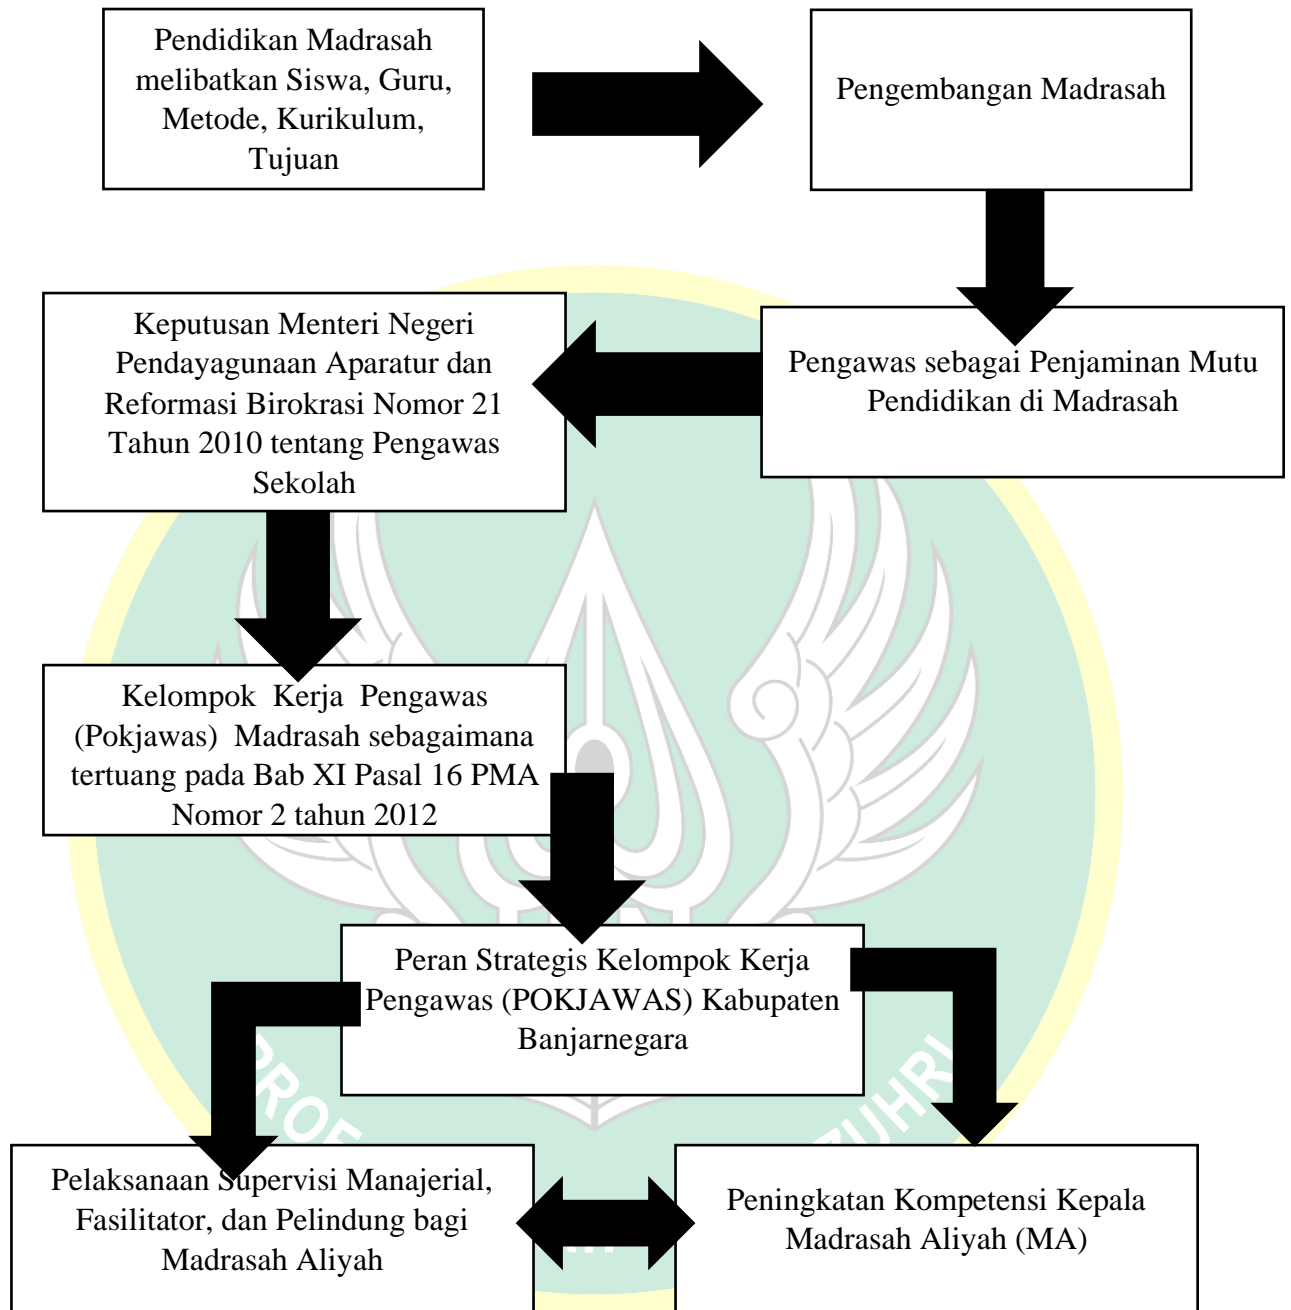 Pendidikan Madrasah
melibatkan Siswa, Guru,
Metode, Kurikulum,
Tujuan
Pengembangan Madrasah
Keputusan Menteri Negeri
Pendayagunaan Aparatur dan
Reformasi Birokrasi Nomor 21
Tahun 2010 tentang Pengawas
Sekolah
Pengawas sebagai Penjaminan Mutu
Pendidikan di Madrasah
Kelompok Kerja Pengawas
(Pokjawas) Madrasah sebagaimana
tertuang pada Bab XI Pasal 16 PMA
Nomor 2 tahun 2012
Peran Strategis Kelompok Kerja
Pengawas (POKJAWAS) Kabupaten
Banjarnegara
Pelaksanaan Supervisi Manajerial,
Fasilitator, dan Pelindung bagi
Madrasah Aliyah
Peningkatan Kompetensi Kepala
Madrasah Aliyah (MA)